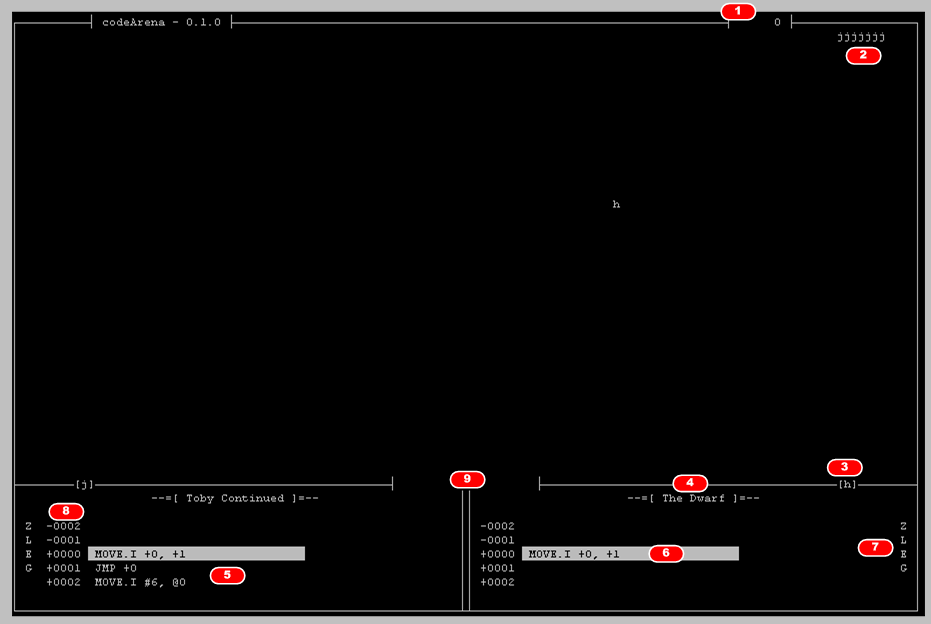 codeArena - 0.1.0
1
0
jjjjjjj
2
h
3
9
4
[j]
[h]
--=[ Toby Continued ]=--
--=[ The Dwarf ]=--
8
Z -0002
L -0001
E +0000 MOVE.I +0, +1
G +0001 JMP +0
+0002 MOVE.I #6, @0
5
-0002 Z
-0001 L
+0000 MOVE.I +0, +1 6 E
7
+0001 G
+0002